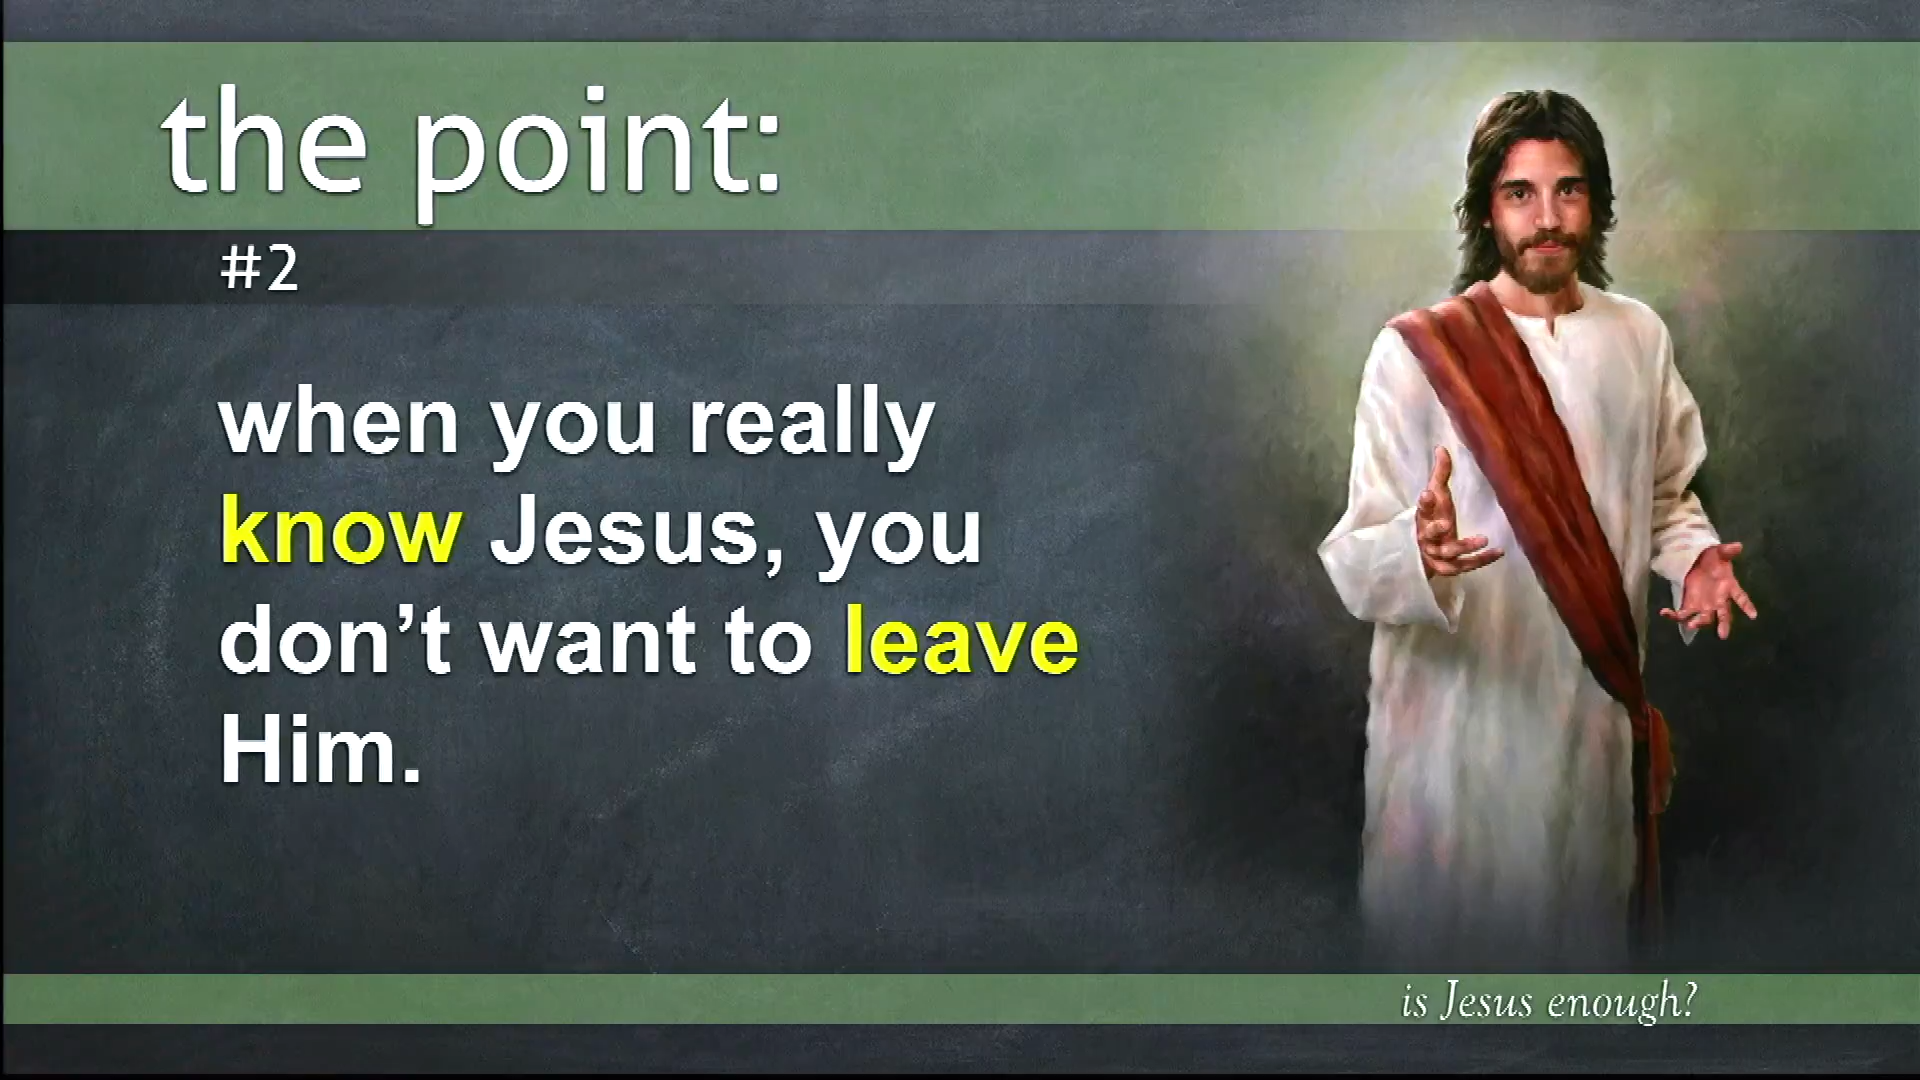 the point:
#2
when you really
know Jesus, you
don’t want to leave
Him.
is Jesus enough?